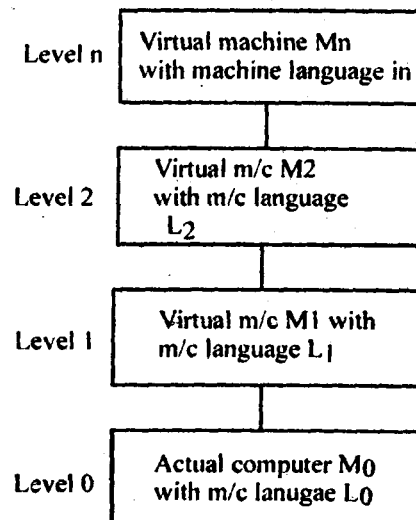 Level n
Virtual machine Mn
with machine language in
Level 2
Virtual m/c M2
with m/c language
L2
Level 1
Virtual m/c M1 with
m/c language L1
Level 0
Actual computer M0
with m/c lanugae L0